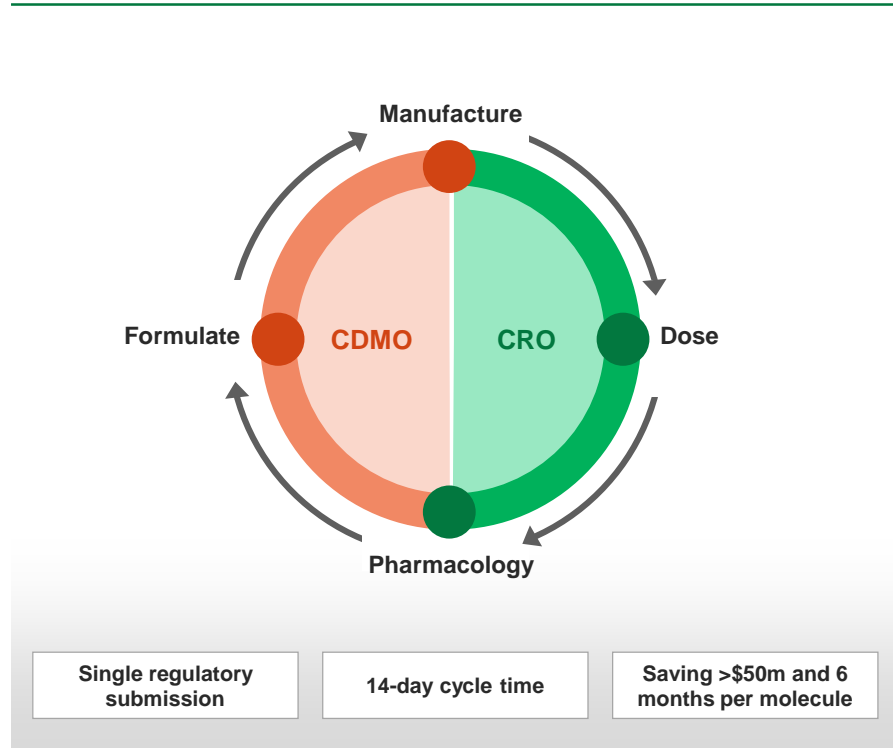 Manufacture
Formulate
CDMO
CRO
Dose
Pharmacology
Single regulatory
submission
14-day cycle time
Saving >$50m and 6
months per molecule